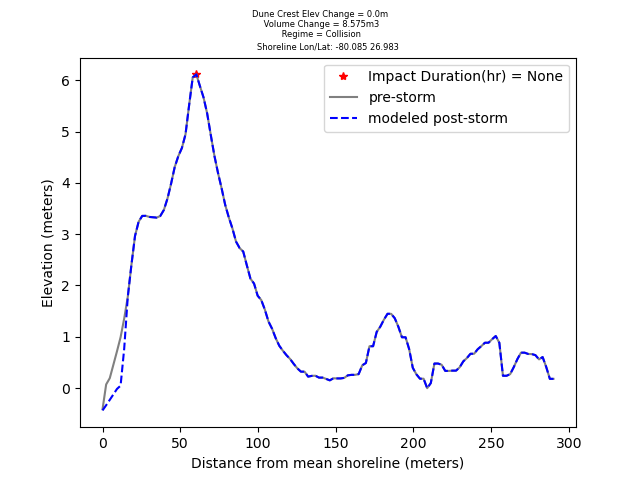 Dune Crest Elev Change = 0.0m
Volume Change = 8.575m3
Regime = Collision
Shoreline Lon/Lat: -80.085 26.983
Impact Duration(hr) = None
pre-storm
modeled post-storm
Elevation (meters)
6
5
4
3
2
1
0
0 50 100 150 200 250 300
Distance from mean shoreline (meters)